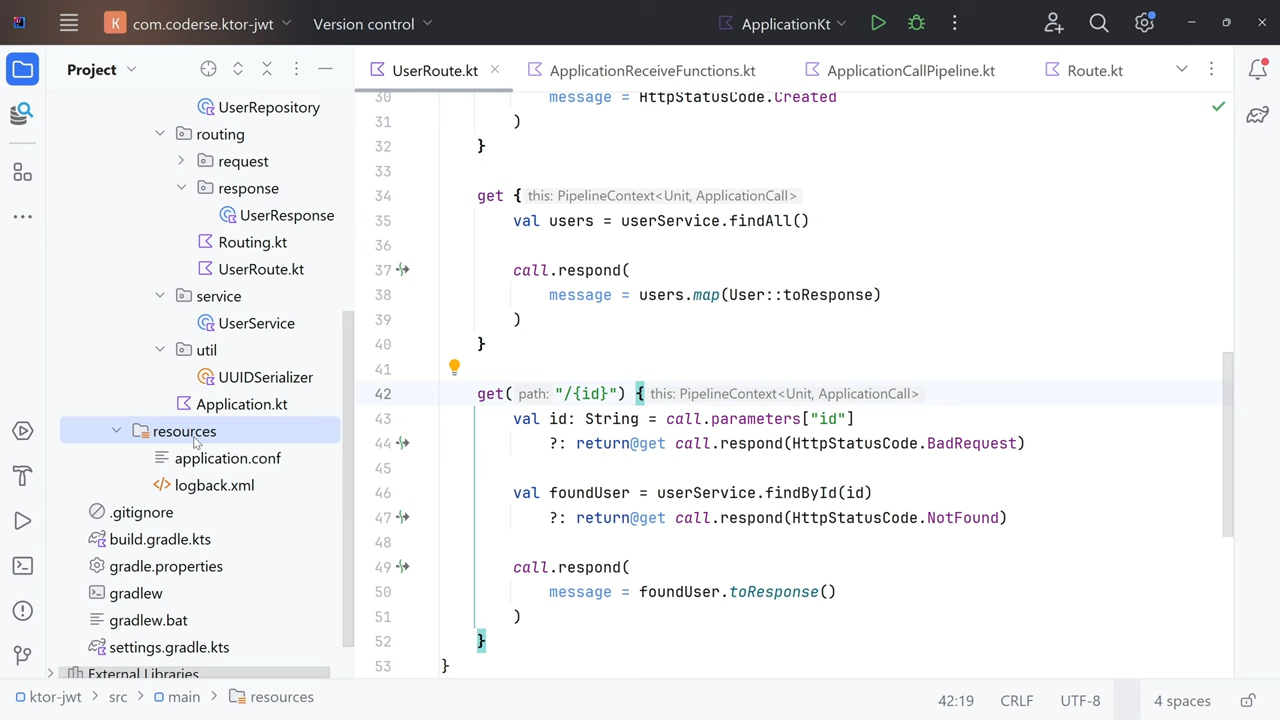 K com.coderse.ktor-jwt Version control ApplicationKt
Project
UserRoute.kt ApplicationReceiveFunctions.kt ApplicationCallPipeline.kt Route.kt
UserRepository
routing
request
response
UserResponse
Routing.kt
UserRoute.kt
service
UserService
util
UUIDSerializer
Application.kt
resources
application.conf
logback.xml
.gitignore
build.gradle.kts
gradle.properties
gradlew
gradlew.bat
settings.gradle.kts
External Libraries
30 message = HttpStatusCode.Created
31 )
32 }
33
34 get { this: PipelineContext<Unit, ApplicationCall>
35 val users = userService.findAll()
36
37 call.respond(
38 message = users.map(User::toResponse)
39 )
40 }
41
42 get( path: "/{id}") { this: PipelineContext<Unit, ApplicationCall>
43 val id: String = call.parameters["id"]
44 ?: return@get call.respond(HttpStatusCode.BadRequest)
45
46 val foundUser = userService.findById(id)
47 ?: return@get call.respond(HttpStatusCode.NotFound)
48
49 call.respond(
50 message = foundUser.toResponse()
51 )
52 }
53 }
ktor-jwt > src > main > resources 42:19 CRLF UTF-8 4 spaces